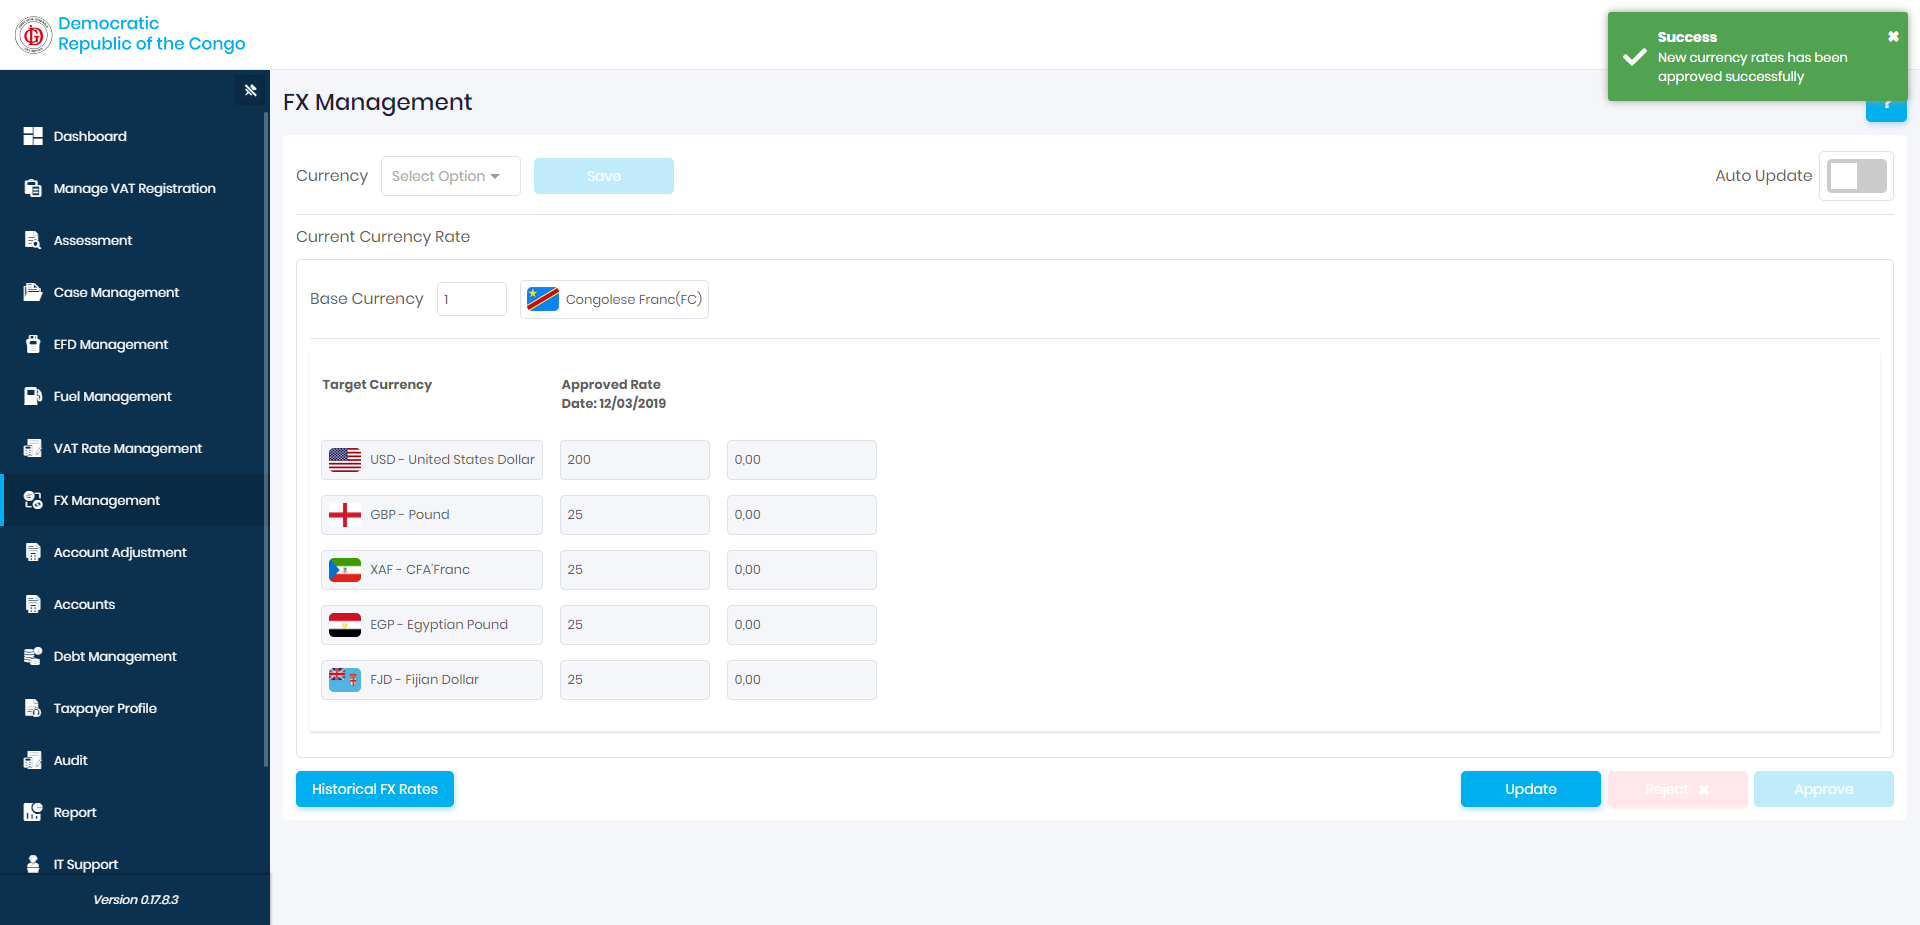 Democratic
Republic of the Congo
Success
New currency rates has been
approved successfully
?
Dashboard
Manage VAT Registration
Assessment
Case Management
EFD Management
Fuel Management
VAT Rate Management
FX Management
Account Adjustment
Accounts
Debt Management
Taxpayer Profile
Audit
Report
IT Support
Version 0.17.8.3
FX Management
Currency Select Option Save Auto Update
Current Currency Rate
Base Currency 1 Congolese Franc(FC)
Target Currency Approved Rate
Date: 12/03/2019
USD - United States Dollar 200 0,00
GBP - Pound 25 0,00
XAF - CFA'Franc 25 0,00
EGP - Egyptian Pound 25 0,00
FJD - Fijian Dollar 25 0,00
Historical FX Rates Update Reject Approve